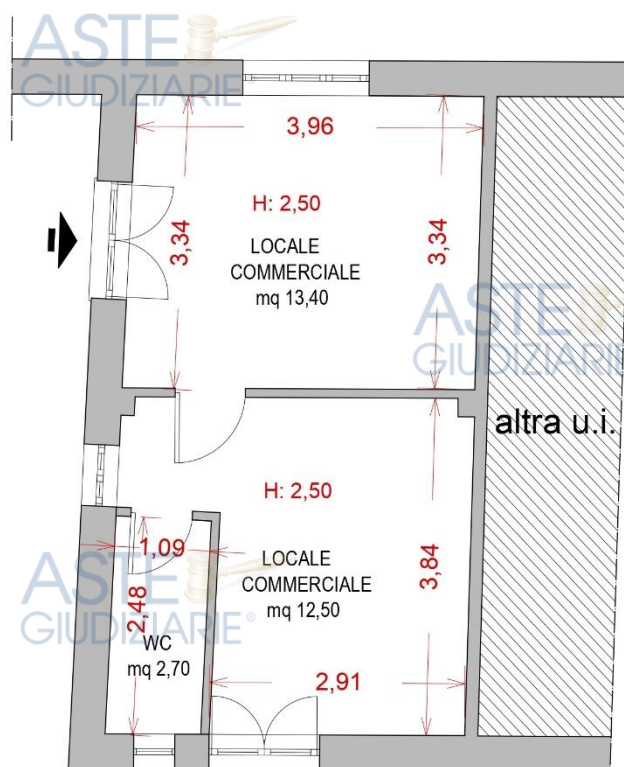 ASTE
GIUDIZIARIE
3,96
H: 2,50
3,34
3,34
LOCALE
COMMERCIALE
mq 13,40
ASTE
GIUDIZIARIE
altra u.i.
H: 2,50
1,09
LOCALE
COMMERCIALE
mq 12,50
3,84
ASTE
GIUDIZIARIE®
2,48
WC
mq 2,70
2,91